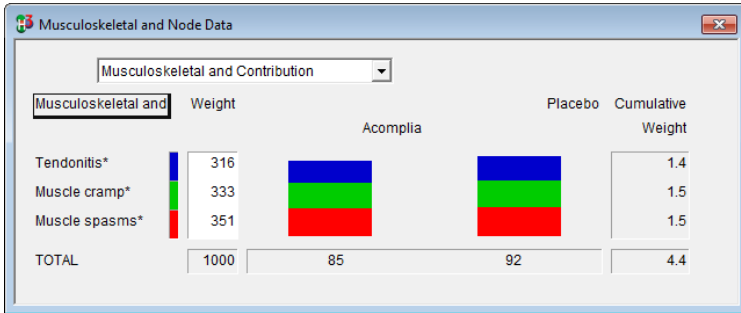 Musculoskeletal and Node Data
Musculoskeletal and Contribution
Musculoskeletal and Weight Placebo Cumulative
Acomplia Weight
Tendonitis* 316 1.4
Muscle cramp* 333 1.5
Muscle spasms* 351 1.5
TOTAL 1000 85 92 4.4